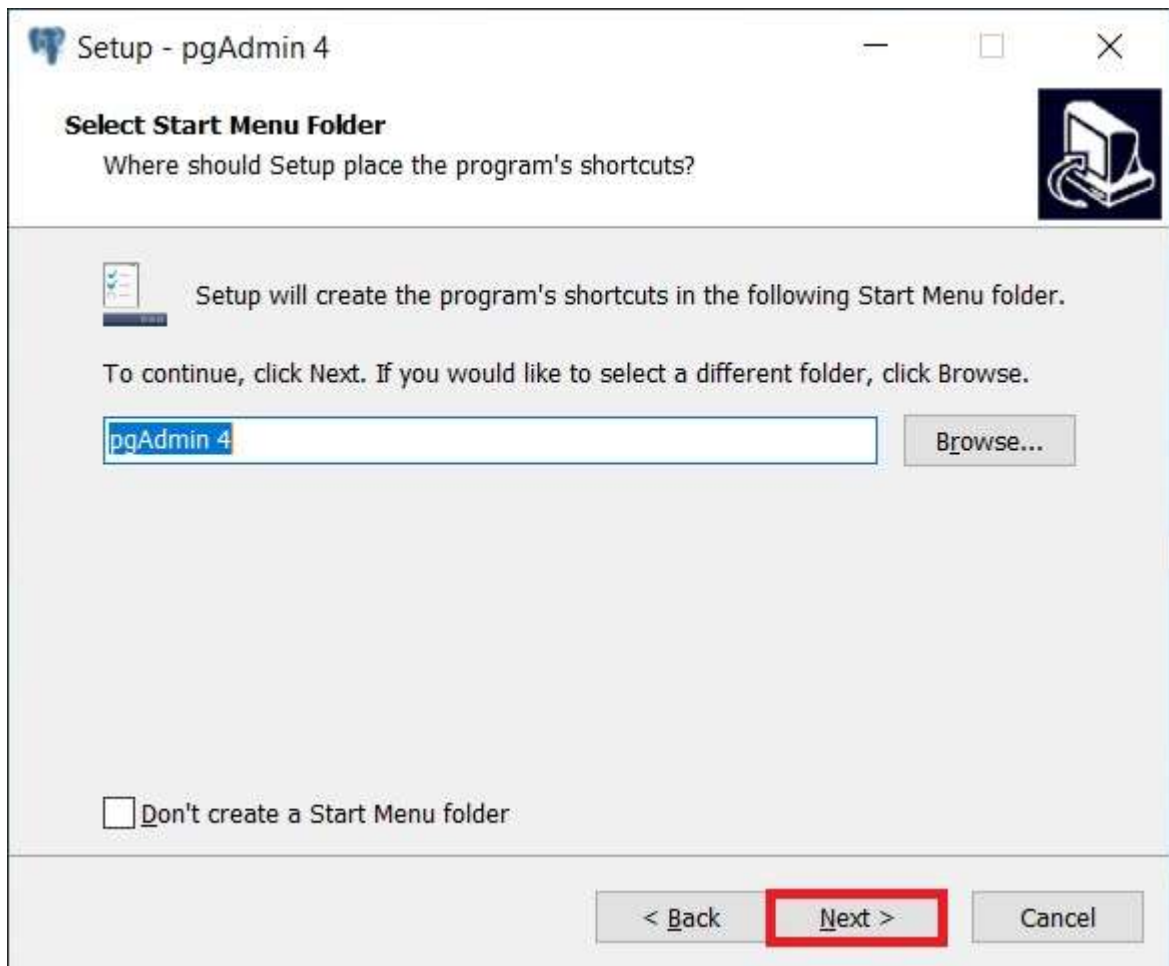 Setup - pgAdmin 4
Select Start Menu Folder
Where should Setup place the program's shortcuts?
Setup will create the program's shortcuts in the following Start Menu folder.
To continue, click Next. If you would like to select a different folder, click Browse.
pgAdmin 4
Browse...
Don't create a Start Menu folder
< Back
Next >
Cancel